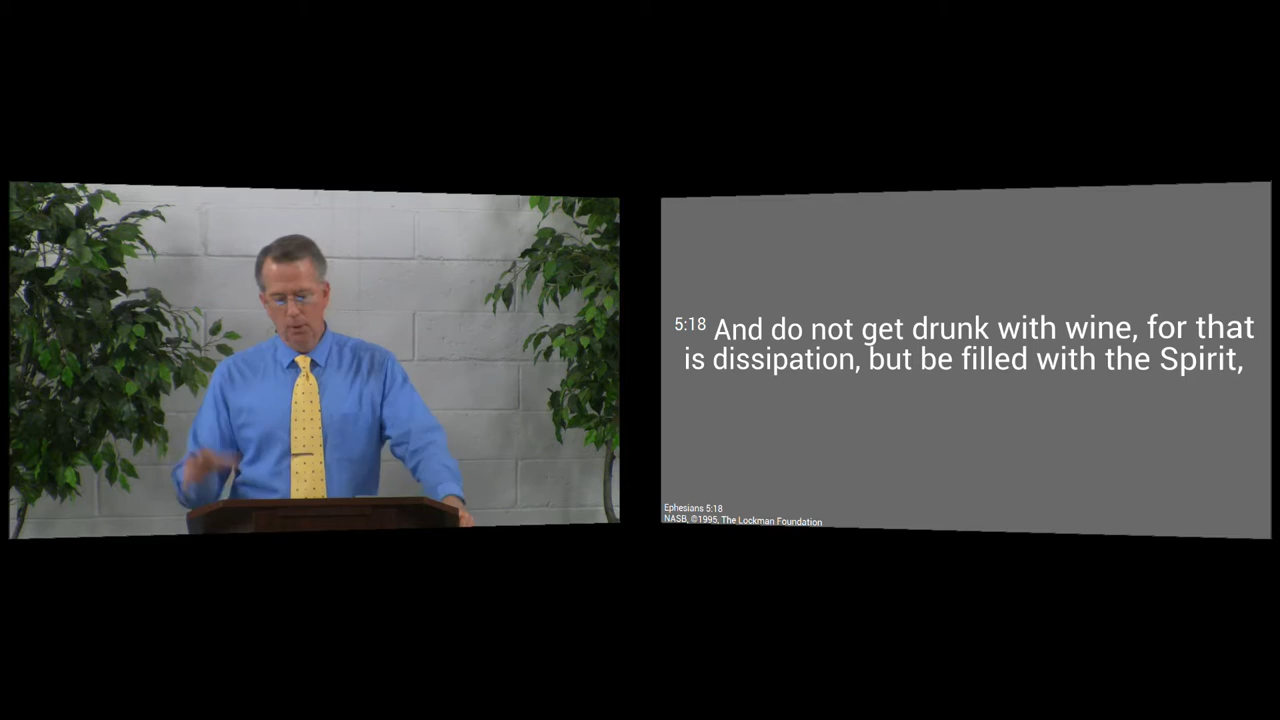 5:18 And do not get drunk with wine, for that
is dissipation, but be filled with the Spirit,
Ephesians 5:18
NASB, ©1995, The Lockman Foundation